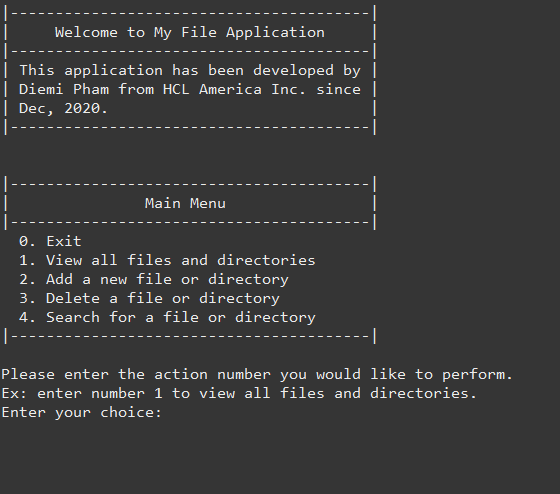 |----------------------------------------|
|     Welcome to My File Application     |
|----------------------------------------|
| This application has been developed by |
| Diemi Pham from HCL America Inc. since |
| Dec, 2020.                             |
|----------------------------------------|
|----------------------------------------|
|               Main Menu                |
|----------------------------------------|
  0. Exit
  1. View all files and directories
  2. Add a new file or directory
  3. Delete a file or directory
  4. Search for a file or directory
|----------------------------------------|
Please enter the action number you would like to perform.
Ex: enter number 1 to view all files and directories.
Enter your choice: